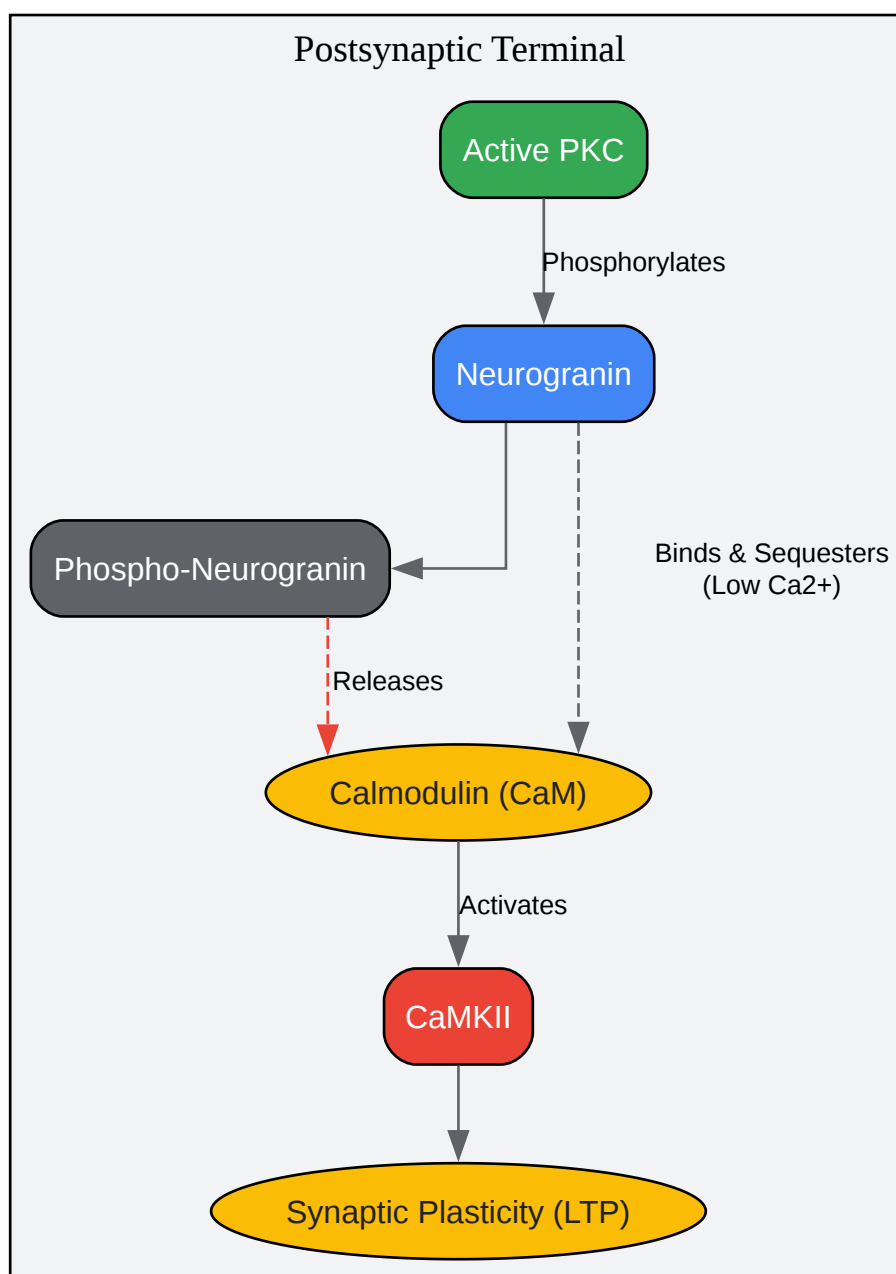 Postsynaptic Terminal
Active PKC
Phosphorylates
Neurogranin
Phospho-Neurogranin
Binds & Sequesters
(Low Ca2+)
Releases
Calmodulin (CaM)
Activates
CaMKII
Synaptic Plasticity (LTP)